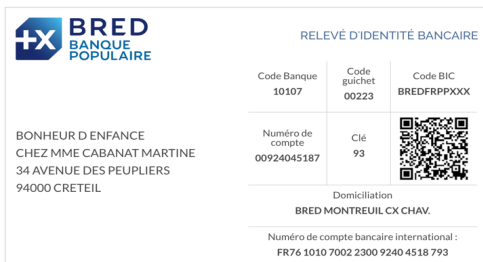 +X BRED
BANQUE
POPULAIRE
RELEVÉ D'IDENTITÉ BANCAIRE
Code Banque
10107
Code
guichet
00223
Code BIC
BREDFRPPXXX
BONHEUR D ENFANCE
CHEZ MME CABANAT MARTINE
34 AVENUE DES PEUPLIERS
94000 CRETEIL
Numéro de
compte
00924045187
Clé
93
Domiciliation
BRED MONTREUIL CX CHAV.
Numéro de compte bancaire international :
FR76 1010 7002 2300 9240 4518 793